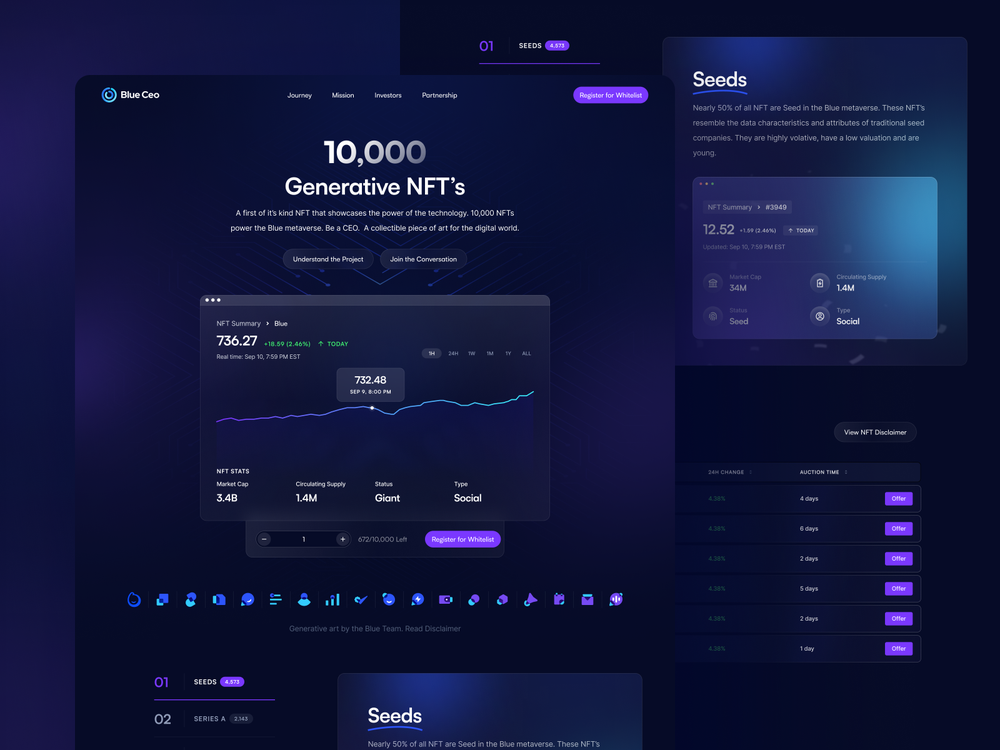 Blue Ceo
Journey
Mission
Investors
Partnership
Register for Whitelist
10,000
Generative NFT’s
A first of it’s kind NFT that showcases the power of the technology. 10,000 NFTs
power the Blue metaverse. Be a CEO. A collectible piece of art for the digital world.
Understand the Project
Join the Conversation
NFT Summary > Blue
736.27 +18.59 (2.46%) ↑ TODAY
Real time: Sep 10, 7:59 PM EST
1H 24H 1W 1M 1Y ALL
732.48
SEP 9, 8:00 PM
NFT STATS
Market Cap
3.4B
Circulating Supply
1.4M
Status
Giant
Type
Social
− 1 +
672/10,000 Left
Register for Whitelist
Generative art by the Blue Team. Read Disclaimer
01 SEEDS 4,573
02 SERIES A 3,143
Seeds
Nearly 50% of all NFT are Seed in the Blue metaverse. These NFT’s
01 SEEDS 4,573
Seeds
Nearly 50% of all NFT are Seed in the Blue metaverse. These NFT’s
resemble the data characteristics and attributes of traditional seed
companies. They are highly volative, have a low valuation and are
young.
NFT Summary > #3949
12.52 +1.59 (2.46%) ↑ TODAY
Updated: Sep 10, 7:59 PM EST
Market Cap
34M
Circulating Supply
1.4M
Status
Seed
Type
Social
View NFT Disclaimer
24H CHANGE AUCTION TIME
4.38% 4 days Offer
4.38% 6 days Offer
4.38% 2 days Offer
4.38% 5 days Offer
4.38% 2 days Offer
4.38% 1 day Offer